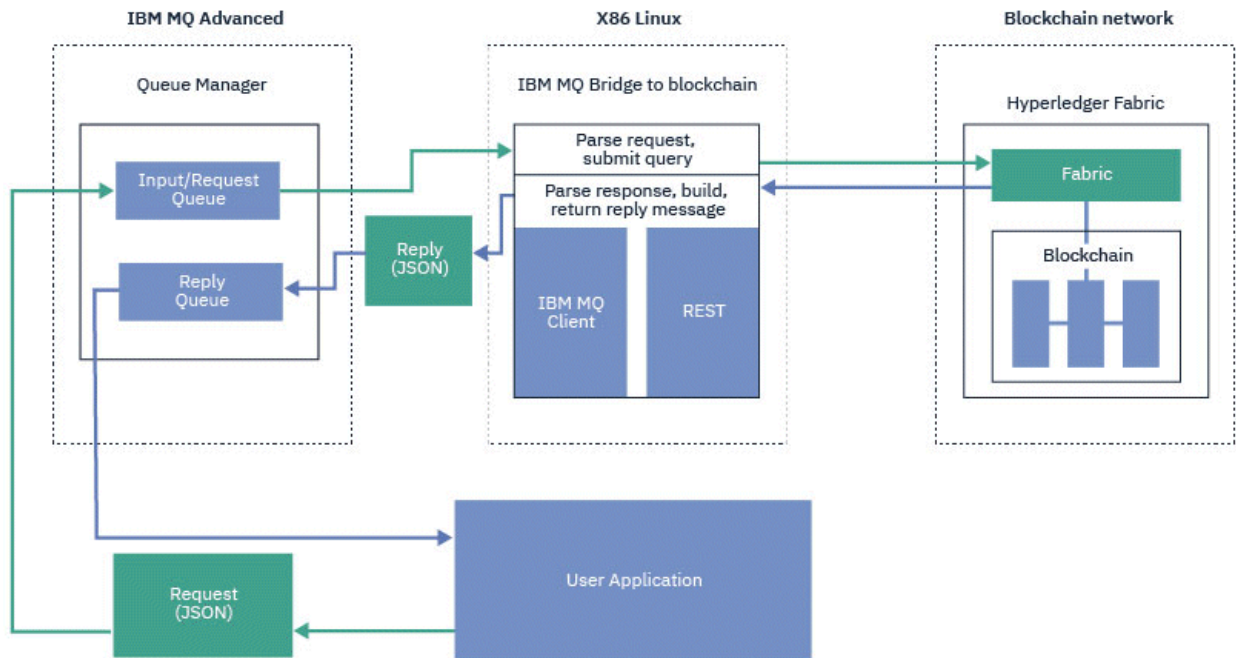 IBM MQ Advanced
X86 Linux
Blockchain network
Queue Manager
IBM MQ Bridge to blockchain
Hyperledger Fabric
Input/Request
Queue
Parse request,
submit query
Parse response, build,
return reply message
Fabric
Reply
(JSON)
Reply
Queue
IBM MQ
Client
REST
Blockchain
User Application
Request
(JSON)